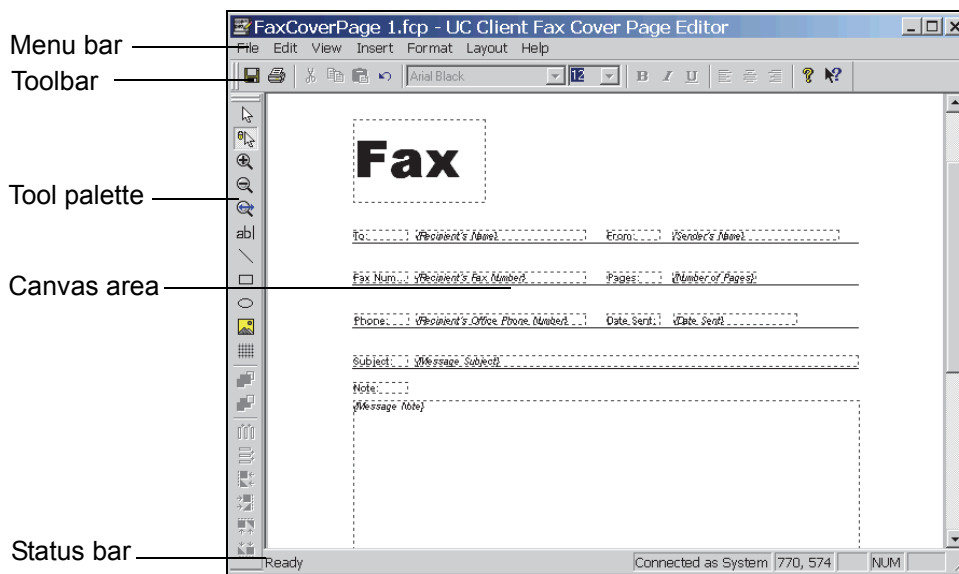 FaxCoverPage 1.fcp - UC Client Fax Cover Page Editor
Menu bar
File Edit View Insert Format Layout Help
Toolbar
Arial Black 12 B I U
Fax
Tool palette
abl
To: {Recipient's Name} From: {Sender's Name}
Canvas area
Fax Num... {Recipient's Fax Number} Pages: {Number of Pages}
Phone: {Recipient's Office Phone Number} Date Sent: {Date Sent}
Subject: {Message Subject}
Note:
{Message Note}
Status bar
Ready Connected as System 770, 574 NUM